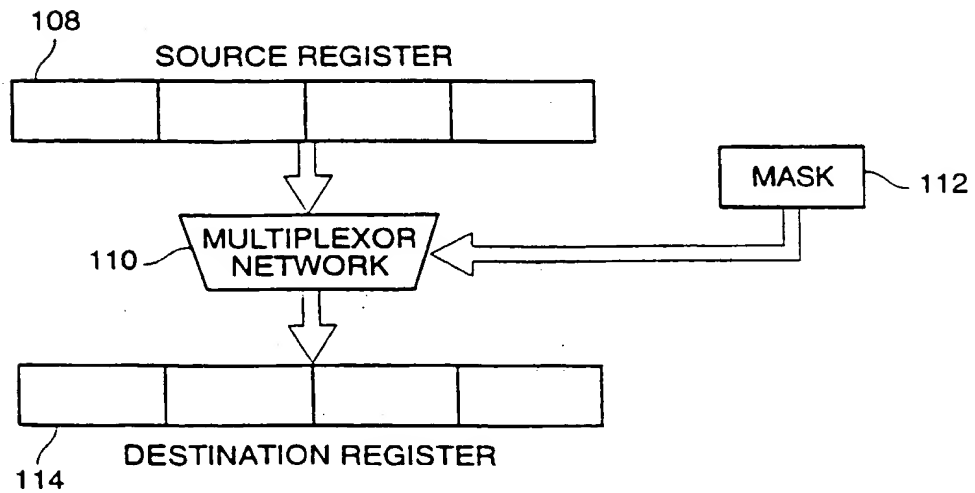 108
SOURCE REGISTER
MASK
112
MULTIPLEXOR
NETWORK
110
DESTINATION REGISTER
114